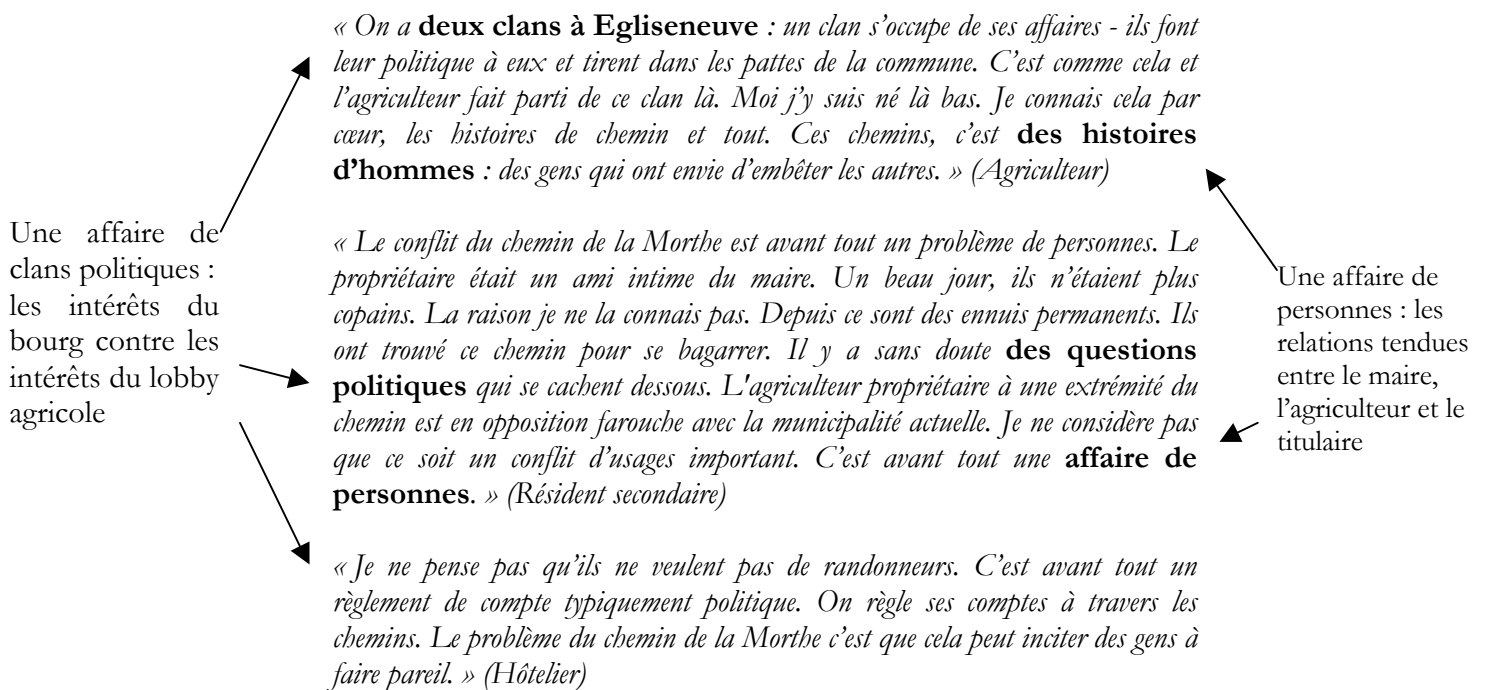 « On a deux clans à Egliseneuve : un clan s’occupe de ses affaires - ils font
leur politique à eux et tirent dans les pattes de la commune. C’est comme cela et
l’agriculteur fait parti de ce clan là. Moi j’y suis né là bas. Je connais cela par
cœur, les histoires de chemin et tout. Ces chemins, c’est des histoires
d’hommes : des gens qui ont envie d’embêter les autres. » (Agriculteur)
Une affaire de
clans politiques :
les intérêts du
bourg contre les
intérêts du lobby
agricole
« Le conflit du chemin de la Morthe est avant tout un problème de personnes. Le
propriétaire était un ami intime du maire. Un beau jour, ils n’étaient plus
copains. La raison je ne la connais pas. Depuis ce sont des ennuis permanents. Ils
ont trouvé ce chemin pour se bagarrer. Il y a sans doute des questions
politiques qui se cachent dessous. L'agriculteur propriétaire à une extrémité du
chemin est en opposition farouche avec la municipalité actuelle. Je ne considère pas
que ce soit un conflit d’usages important. C’est avant tout une affaire de
personnes. » (Résident secondaire)
Une affaire de
personnes : les
relations tendues
entre le maire,
l’agriculteur et le
titulaire
« Je ne pense pas qu’ils ne veulent pas de randonneurs. C’est avant tout un
règlement de compte typiquement politique. On règle ses comptes à travers les
chemins. Le problème du chemin de la Morthe c’est que cela peut inciter des gens à
faire pareil. » (Hôtelier)